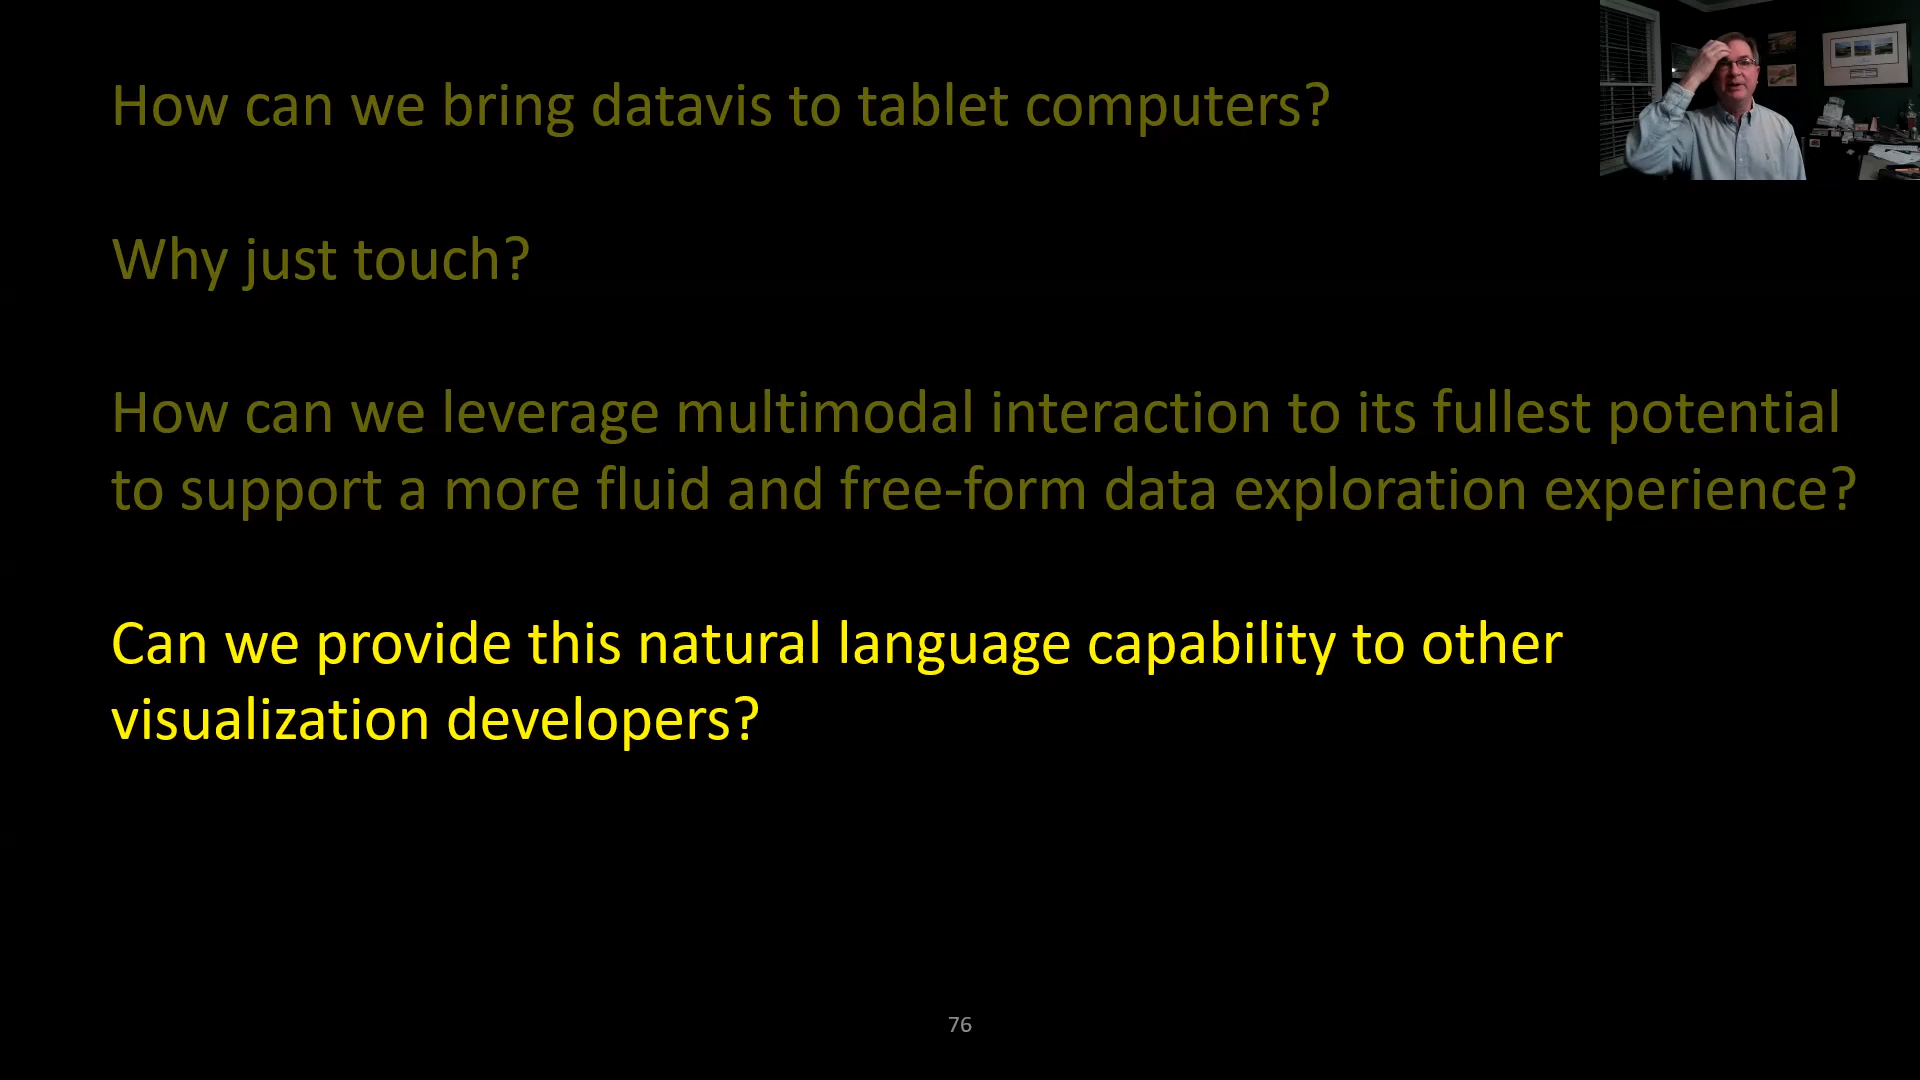 How can we bring datavis to tablet computers?
Why just touch?
How can we leverage multimodal interaction to its fullest potential
to support a more fluid and free-form data exploration experience?
Can we provide this natural language capability to other
visualization developers?
76